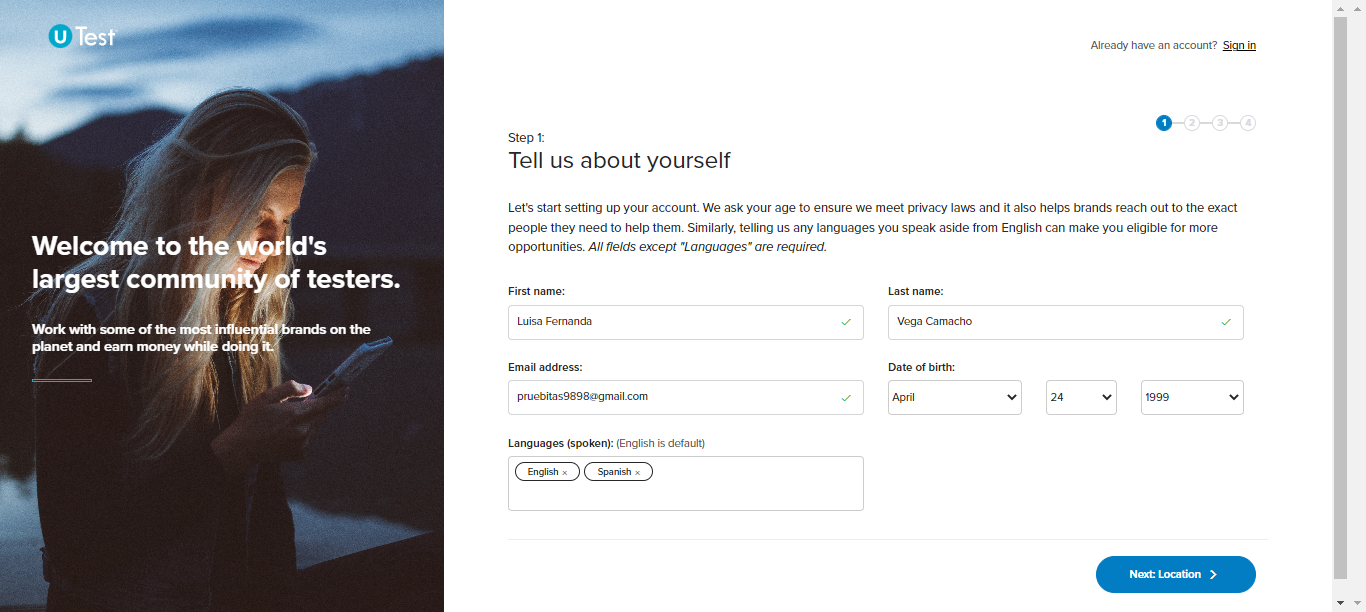 U Test
Welcome to the world's
largest community of testers.
Work with some of the most influential brands on the
planet and earn money while doing it.
Already have an account? Sign in
1 2 3 4
Step 1:
Tell us about yourself
Let's start setting up your account. We ask your age to ensure we meet privacy laws and it also helps brands reach out to the exact
people they need to help them. Similarly, telling us any languages you speak aside from English can make you eligible for more
opportunities. All fields except "Languages" are required.
First name:
Luisa Fernanda
Last name:
Vega Camacho
Email address:
pruebitas9898@gmail.com
Date of birth:
April 24 1999
Languages (spoken): (English is default)
English × Spanish ×
Next: Location